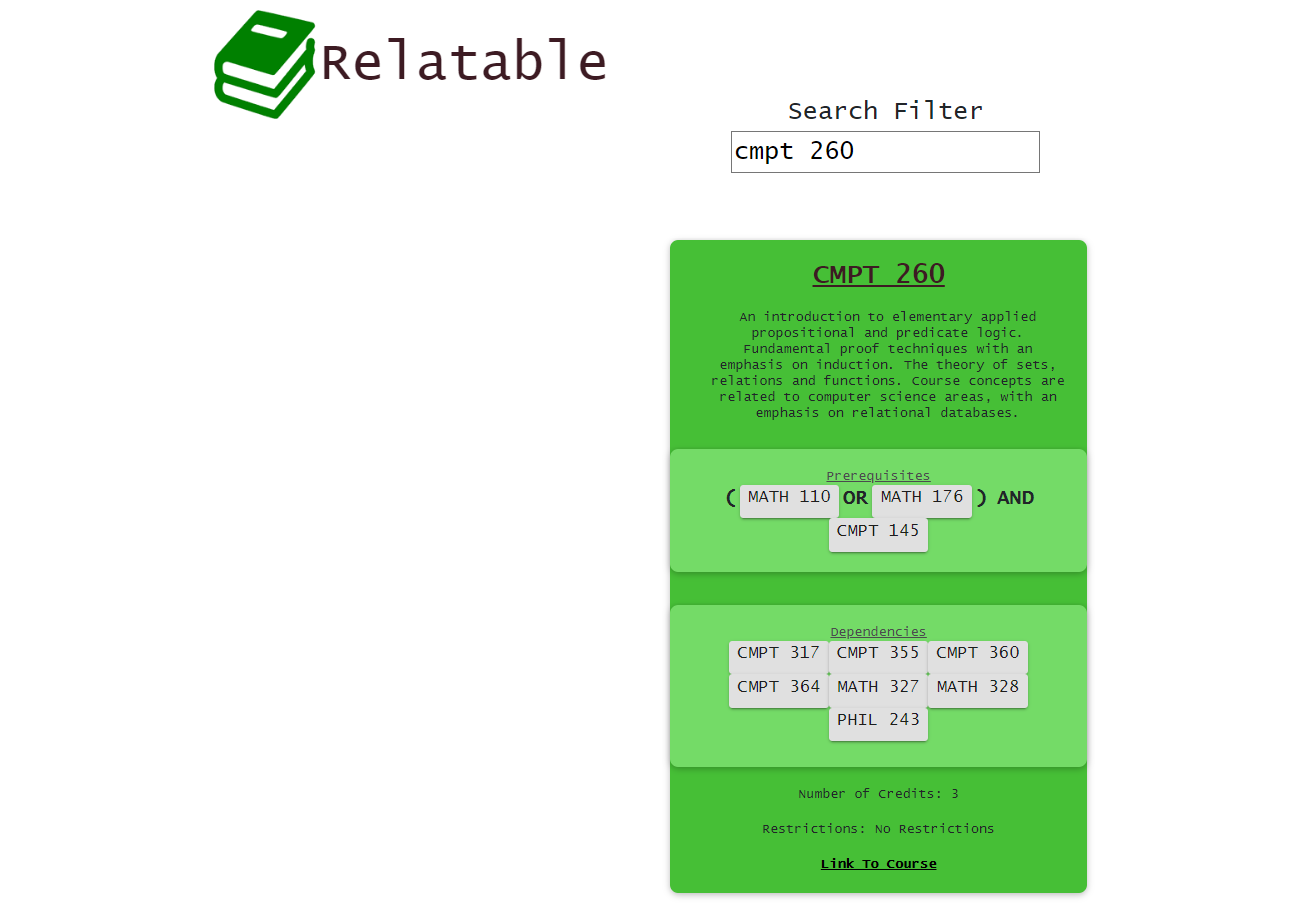 Relatable
Search Filter
cmpt 260
CMPT 260
An introduction to elementary applied
propositional and predicate logic.
Fundamental proof techniques with an
emphasis on induction. The theory of sets,
relations and functions. Course concepts are
related to computer science areas, with an
emphasis on relational databases.
Prerequisites
( MATH 110 OR MATH 176 ) AND
CMPT 145
Dependencies
CMPT 317 CMPT 355 CMPT 360
CMPT 364 MATH 327 MATH 328
PHIL 243
Number of Credits: 3
Restrictions: No Restrictions
Link To Course